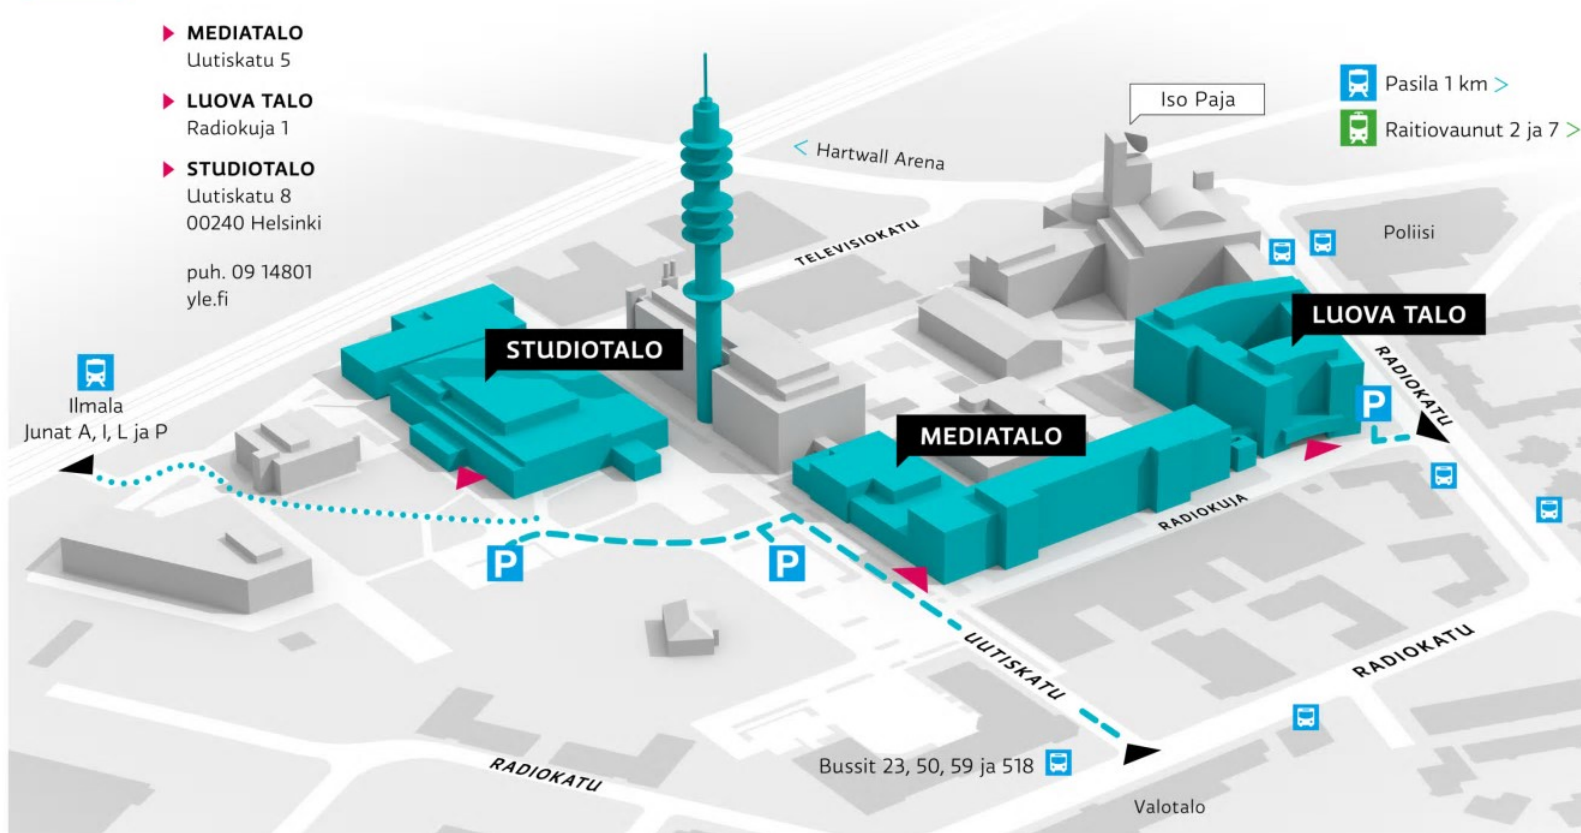 MEDIATALO
Uutiskatu 5
LUOVA TALO
Radiokuja 1
STUDIOTALO
Uutiskatu 8
00240 Helsinki
puh. 09 14801
yle.fi
Pasila 1 km >
Raitiovaunut 2 ja 7 >
Iso Paja
< Hartwall Arena
TELEVISIOKATU
Poliisi
LUOVA TALO
STUDIOTALO
RADIOKATU
Ilmala
Junat A, I, L ja P
P
MEDIATALO
RADIOKUJA
P
P
UUTISKATU
RADIOKATU
RADIOKATU
Bussit 23, 50, 59 ja 518
Valotalo